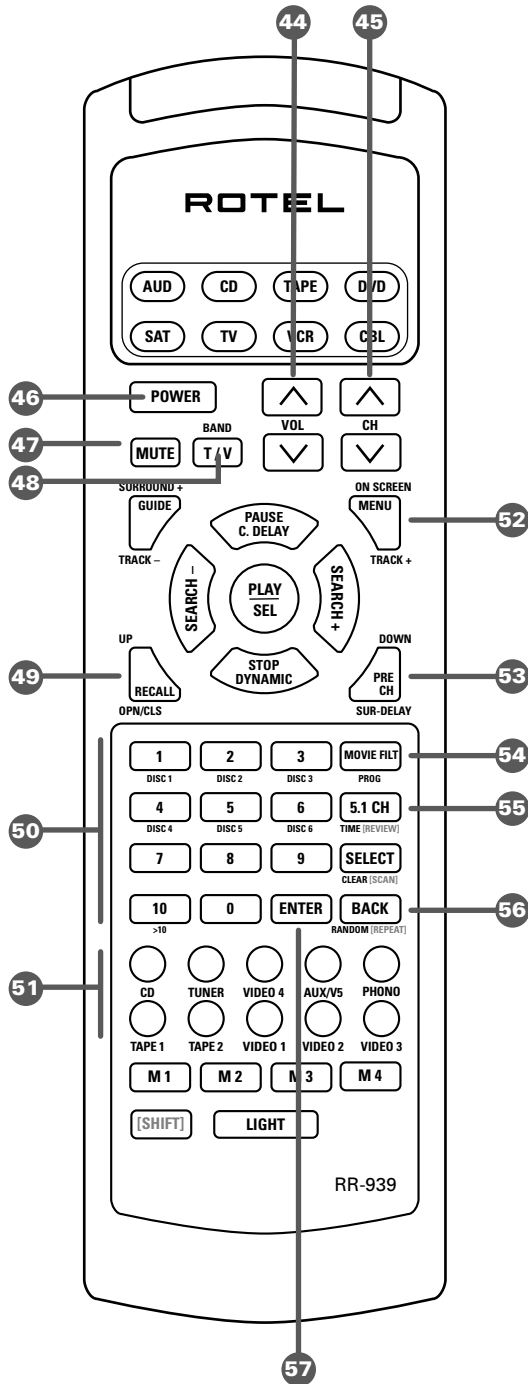 44 45
ROTEL
AUD CD TAPE DVD
SAT TV VCR CBL
46 POWER
BAND VOL CH
47 MUTE T/V
48
SURROUND + ON SCREEN
GUIDE PAUSE MENU 52
C. DELAY
TRACK – TRACK +
SEARCH – PLAY SEARCH +
SEL
UP DOWN
49 STOP PRE 53
RECALL DYNAMIC CH
OPN/CLS SUR-DELAY
1 2 3 MOVIE FILT 54
DISC 1 DISC 2 DISC 3 PROG
4 5 6 5.1 CH 55
50 DISC 4 DISC 5 DISC 6 TIME [REVIEW]
7 8 9 SELECT
CLEAR [SCAN]
10 0 ENTER BACK 56
>10 RANDOM [REPEAT]
51
CD TUNER VIDEO 4 AUX/V5 PHONO
TAPE 1 TAPE 2 VIDEO 1 VIDEO 2 VIDEO 3
M 1 M 2 M 3 M 4
[SHIFT] LIGHT
RR-939
57